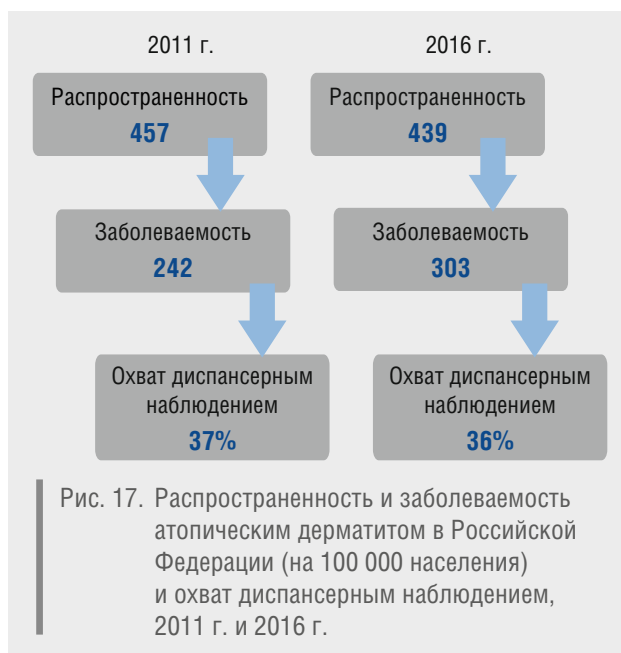 2011 г.
2016 г.
Распространенность
457
Распространенность
439
Заболеваемость
242
Заболеваемость
303
Охват диспансерным
наблюдением
37%
Охват диспансерным
наблюдением
36%
Рис. 17. Распространенность и заболеваемость
атопическим дерматитом в Российской
Федерации (на 100 000 населения)
и охват диспансерным наблюдением,
2011 г. и 2016 г.